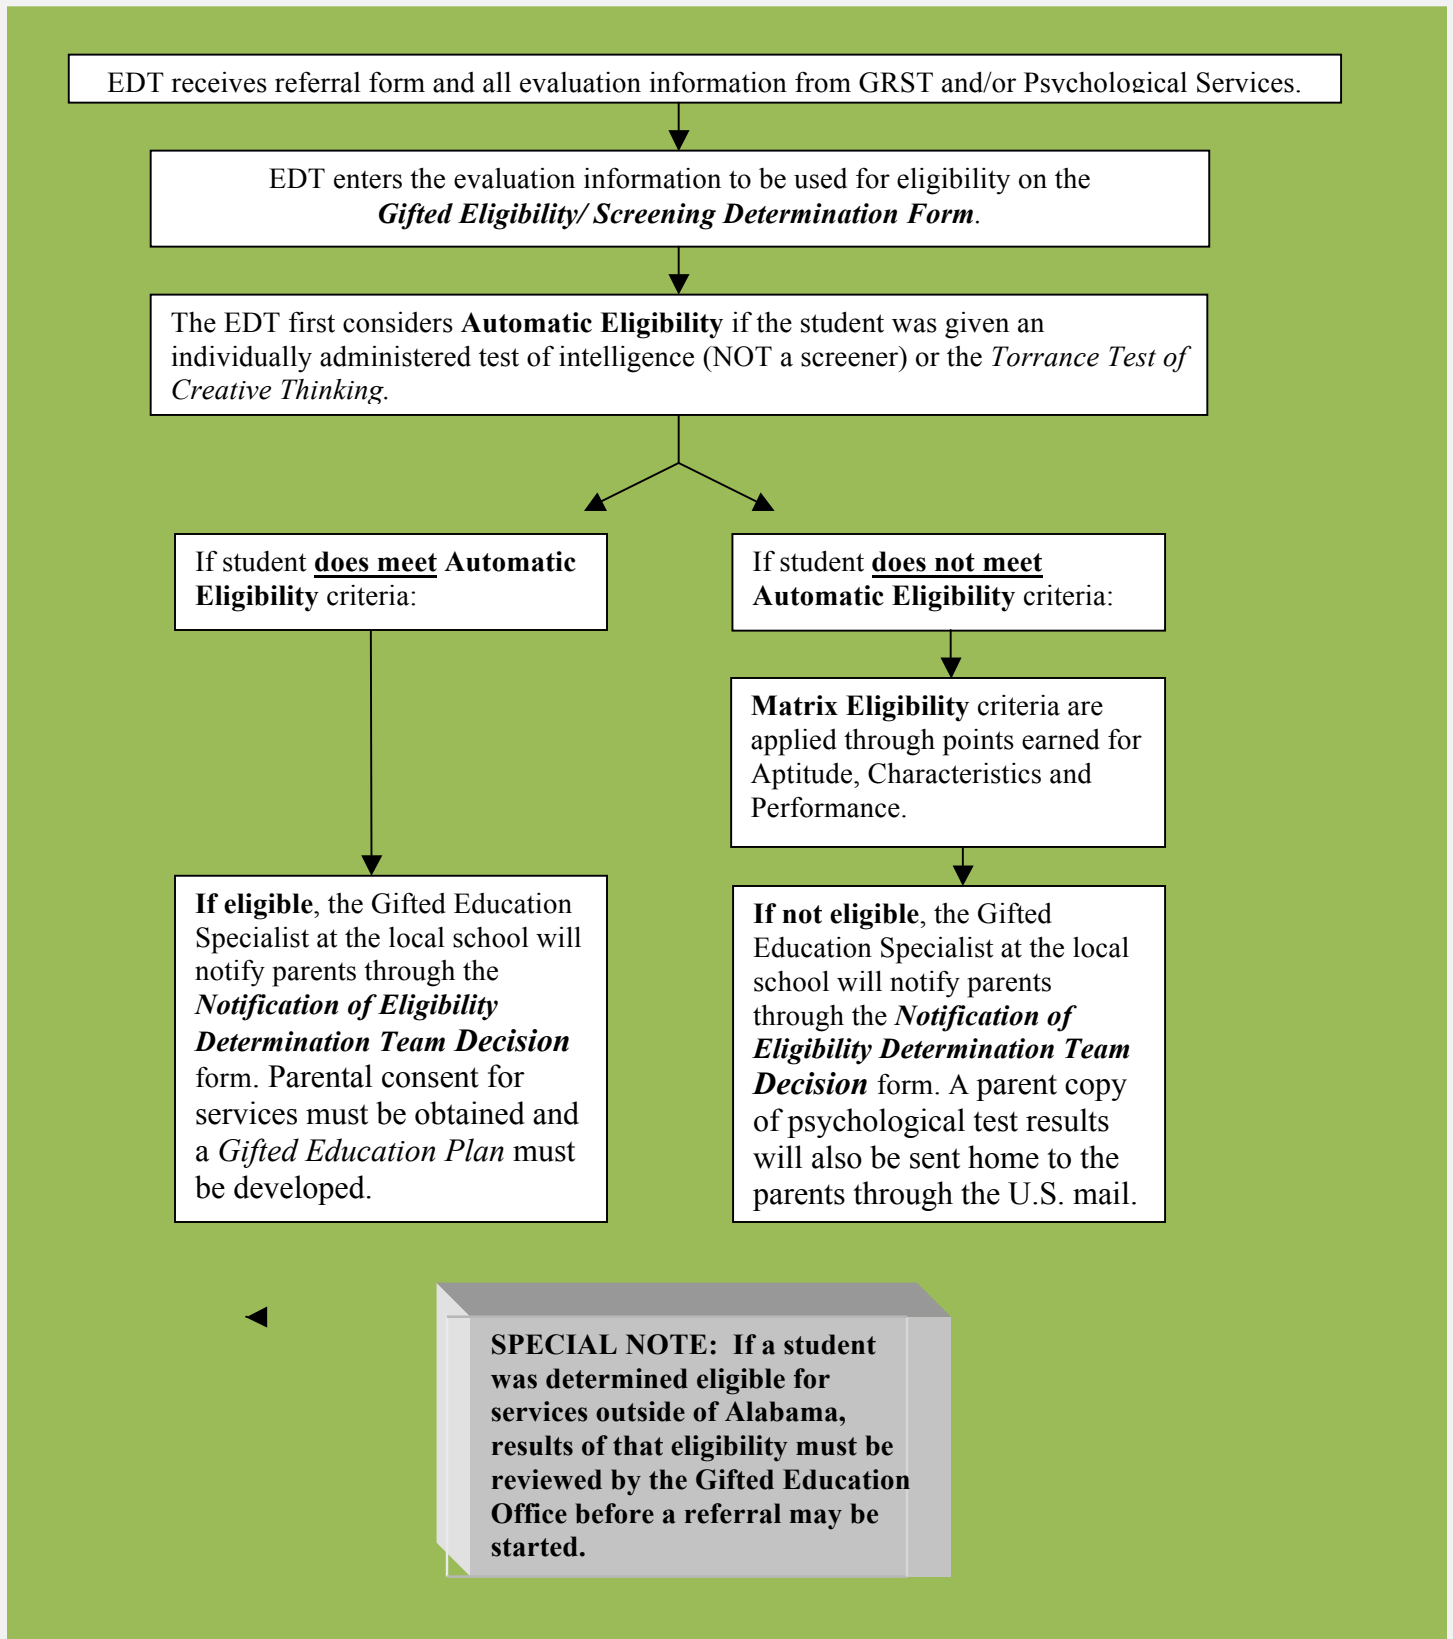 EDT receives referral form and all evaluation information from GRST and/or Psychological Services.
EDT enters the evaluation information to be used for eligibility on the
Gifted Eligibility/ Screening Determination Form.
The EDT first considers Automatic Eligibility if the student was given an
individually administered test of intelligence (NOT a screener) or the Torrance Test of
Creative Thinking.
If student does meet Automatic
Eligibility criteria:
If eligible, the Gifted Education
Specialist at the local school will
notify parents through the
Notification of Eligibility
Determination Team Decision
form. Parental consent for
services must be obtained and
a Gifted Education Plan must
be developed.
If student does not meet
Automatic Eligibility criteria:
Matrix Eligibility criteria are
applied through points earned for
Aptitude, Characteristics and
Performance.
If not eligible, the Gifted
Education Specialist at the local
school will notify parents
through the Notification of
Eligibility Determination Team
Decision form. A parent copy
of psychological test results
will also be sent home to the
parents through the U.S. mail.
SPECIAL NOTE:  If a student
was determined eligible for
services outside of Alabama,
results of that eligibility must be
reviewed by the Gifted Education
Office before a referral may be
started.